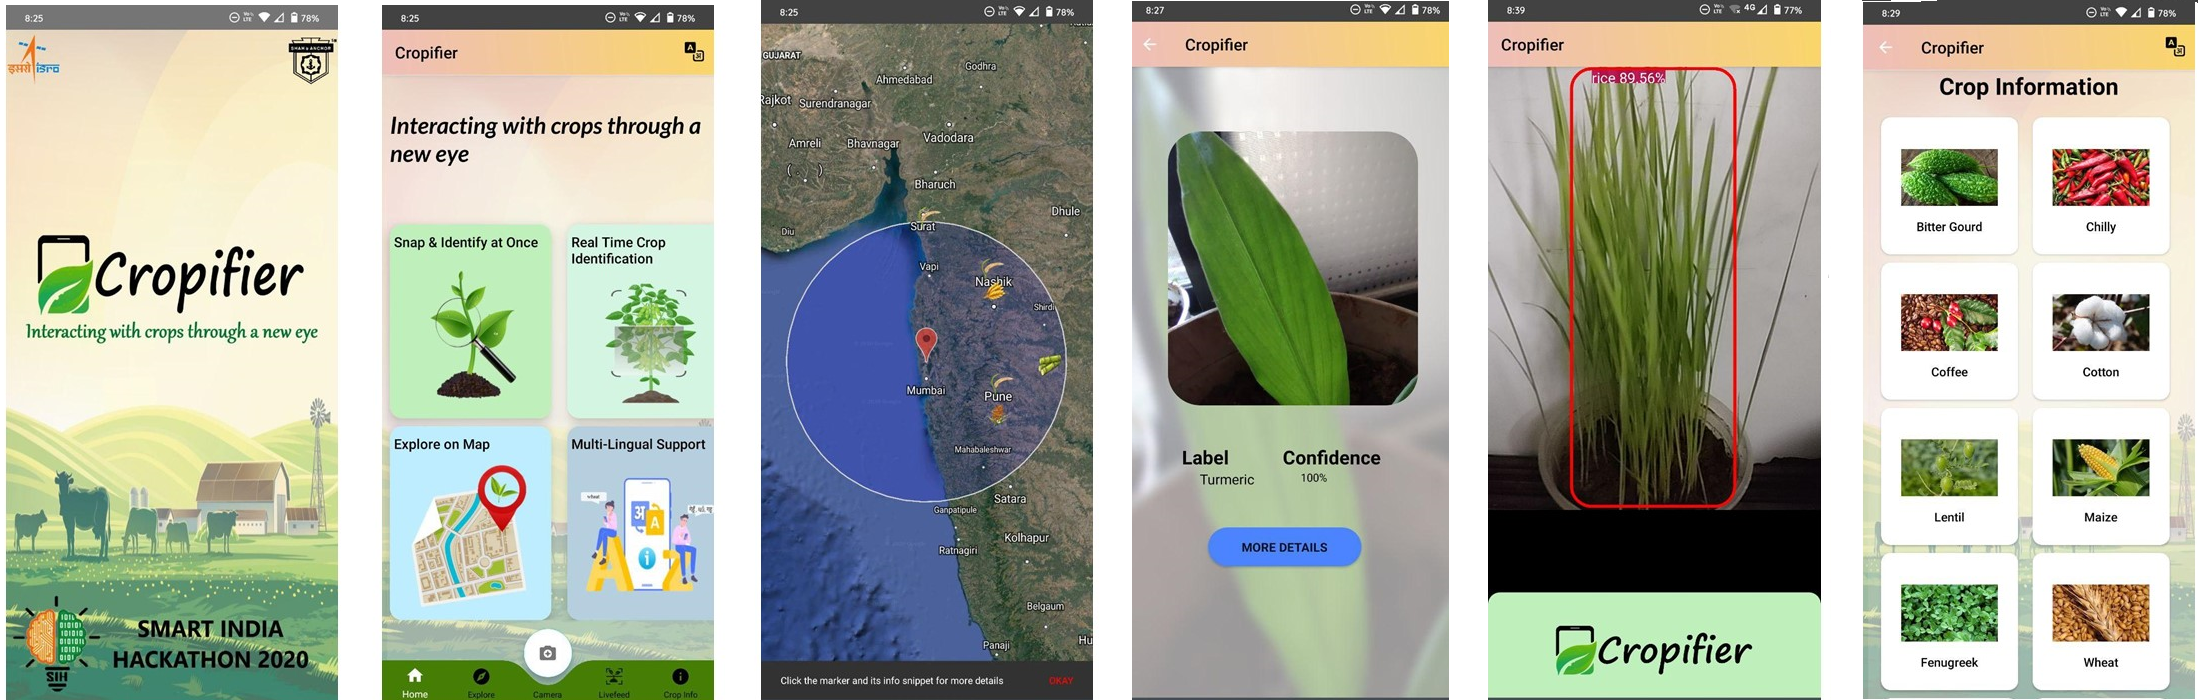 8:25
78%
इसरो isro
SHAH & ANCHOR
Cropifier
Interacting with crops through a new eye
SIH
SMART INDIA
HACKATHON 2020
8:25
78%
Cropifier
Interacting with crops through a
new eye
Snap & Identify at Once
Real Time Crop
Identification
Explore on Map
Multi-Lingual Support
Home
Explore
Camera
Livefeed
Crop Info
8:25
78%
GUJARAT
Ahmedabad
Godhra
Rajkot
Surendranagar
Vadodara
Amreli
Bhavnagar
Bharuch
Dhule
Diu
Surat
Vapi
Nashik
Shirdi
Mumbai
Pune
Mahabaleshwar
Satara
Ganpatipule
Ratnagiri
Kolhapur
Belgaum
Panaji
Hu
Click the marker and its info snippet for more details
OKAY
8:27
78%
Cropifier
Label
Confidence
Turmeric
100%
MORE DETAILS
8:39
4G
77%
Cropifier
rice 89.56%
Cropifier
8:29
78%
Cropifier
Crop Information
Bitter Gourd
Chilly
Coffee
Cotton
Lentil
Maize
Fenugreek
Wheat